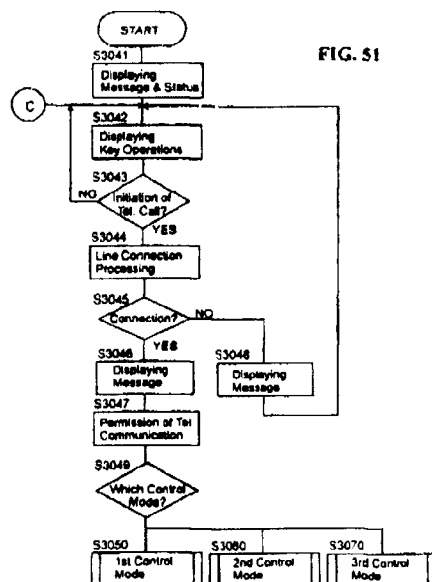 START
FIG. 51
S3041
Displaying
Message & Status
C
S3042
Displaying
Key Operations
S3043
NO
Initiation of
Tel. Call?
YES
S3044
Line Connection
Processing
S3045
Connection?
NO
YES
S3046
Displaying
Message
S3048
Displaying
Message
S3047
Permission of Tel
Communication
S3049
Which Control
Mode?
S3050
1st Control
Mode
S3060
2nd Control
Mode
S3070
3rd Control
Mode